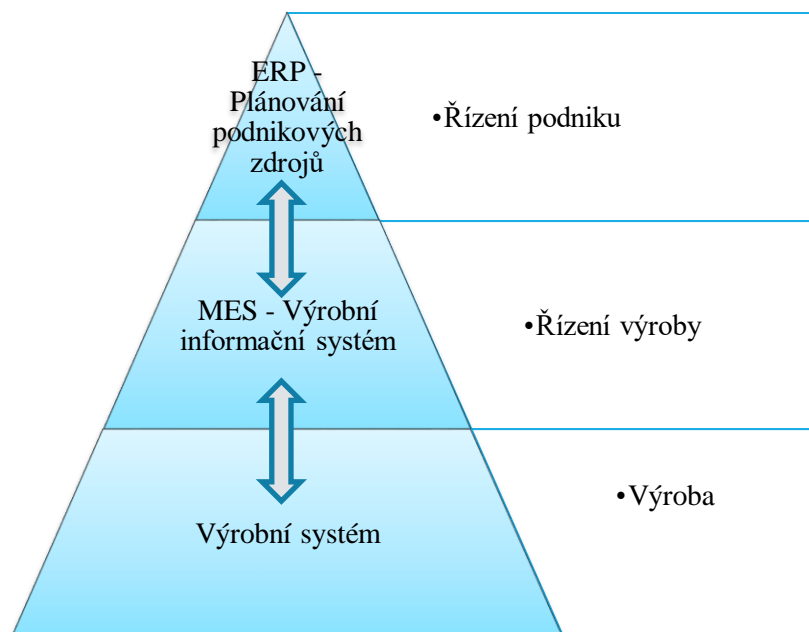 ERP -
Plánování
podnikových
zdrojů
•Řízení podniku
MES - Výrobní
informační systém
•Řízení výroby
Výrobní systém
•Výroba